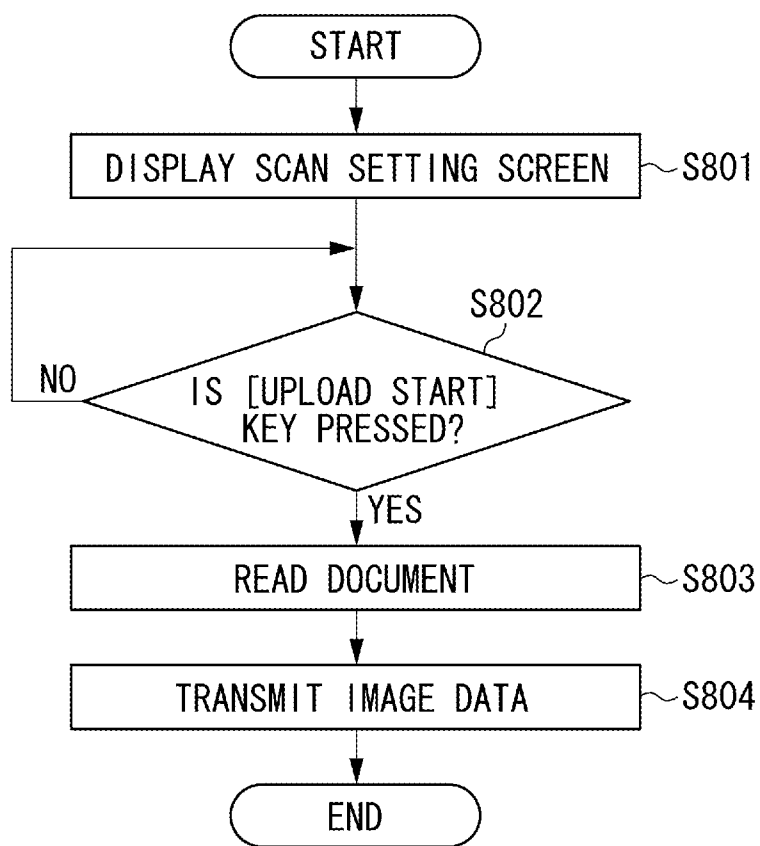 START
DISPLAY SCAN SETTING SCREEN
S801
S802
NO
IS [UPLOAD START]
KEY PRESSED?
YES
READ DOCUMENT
S803
TRANSMIT IMAGE DATA
S804
END